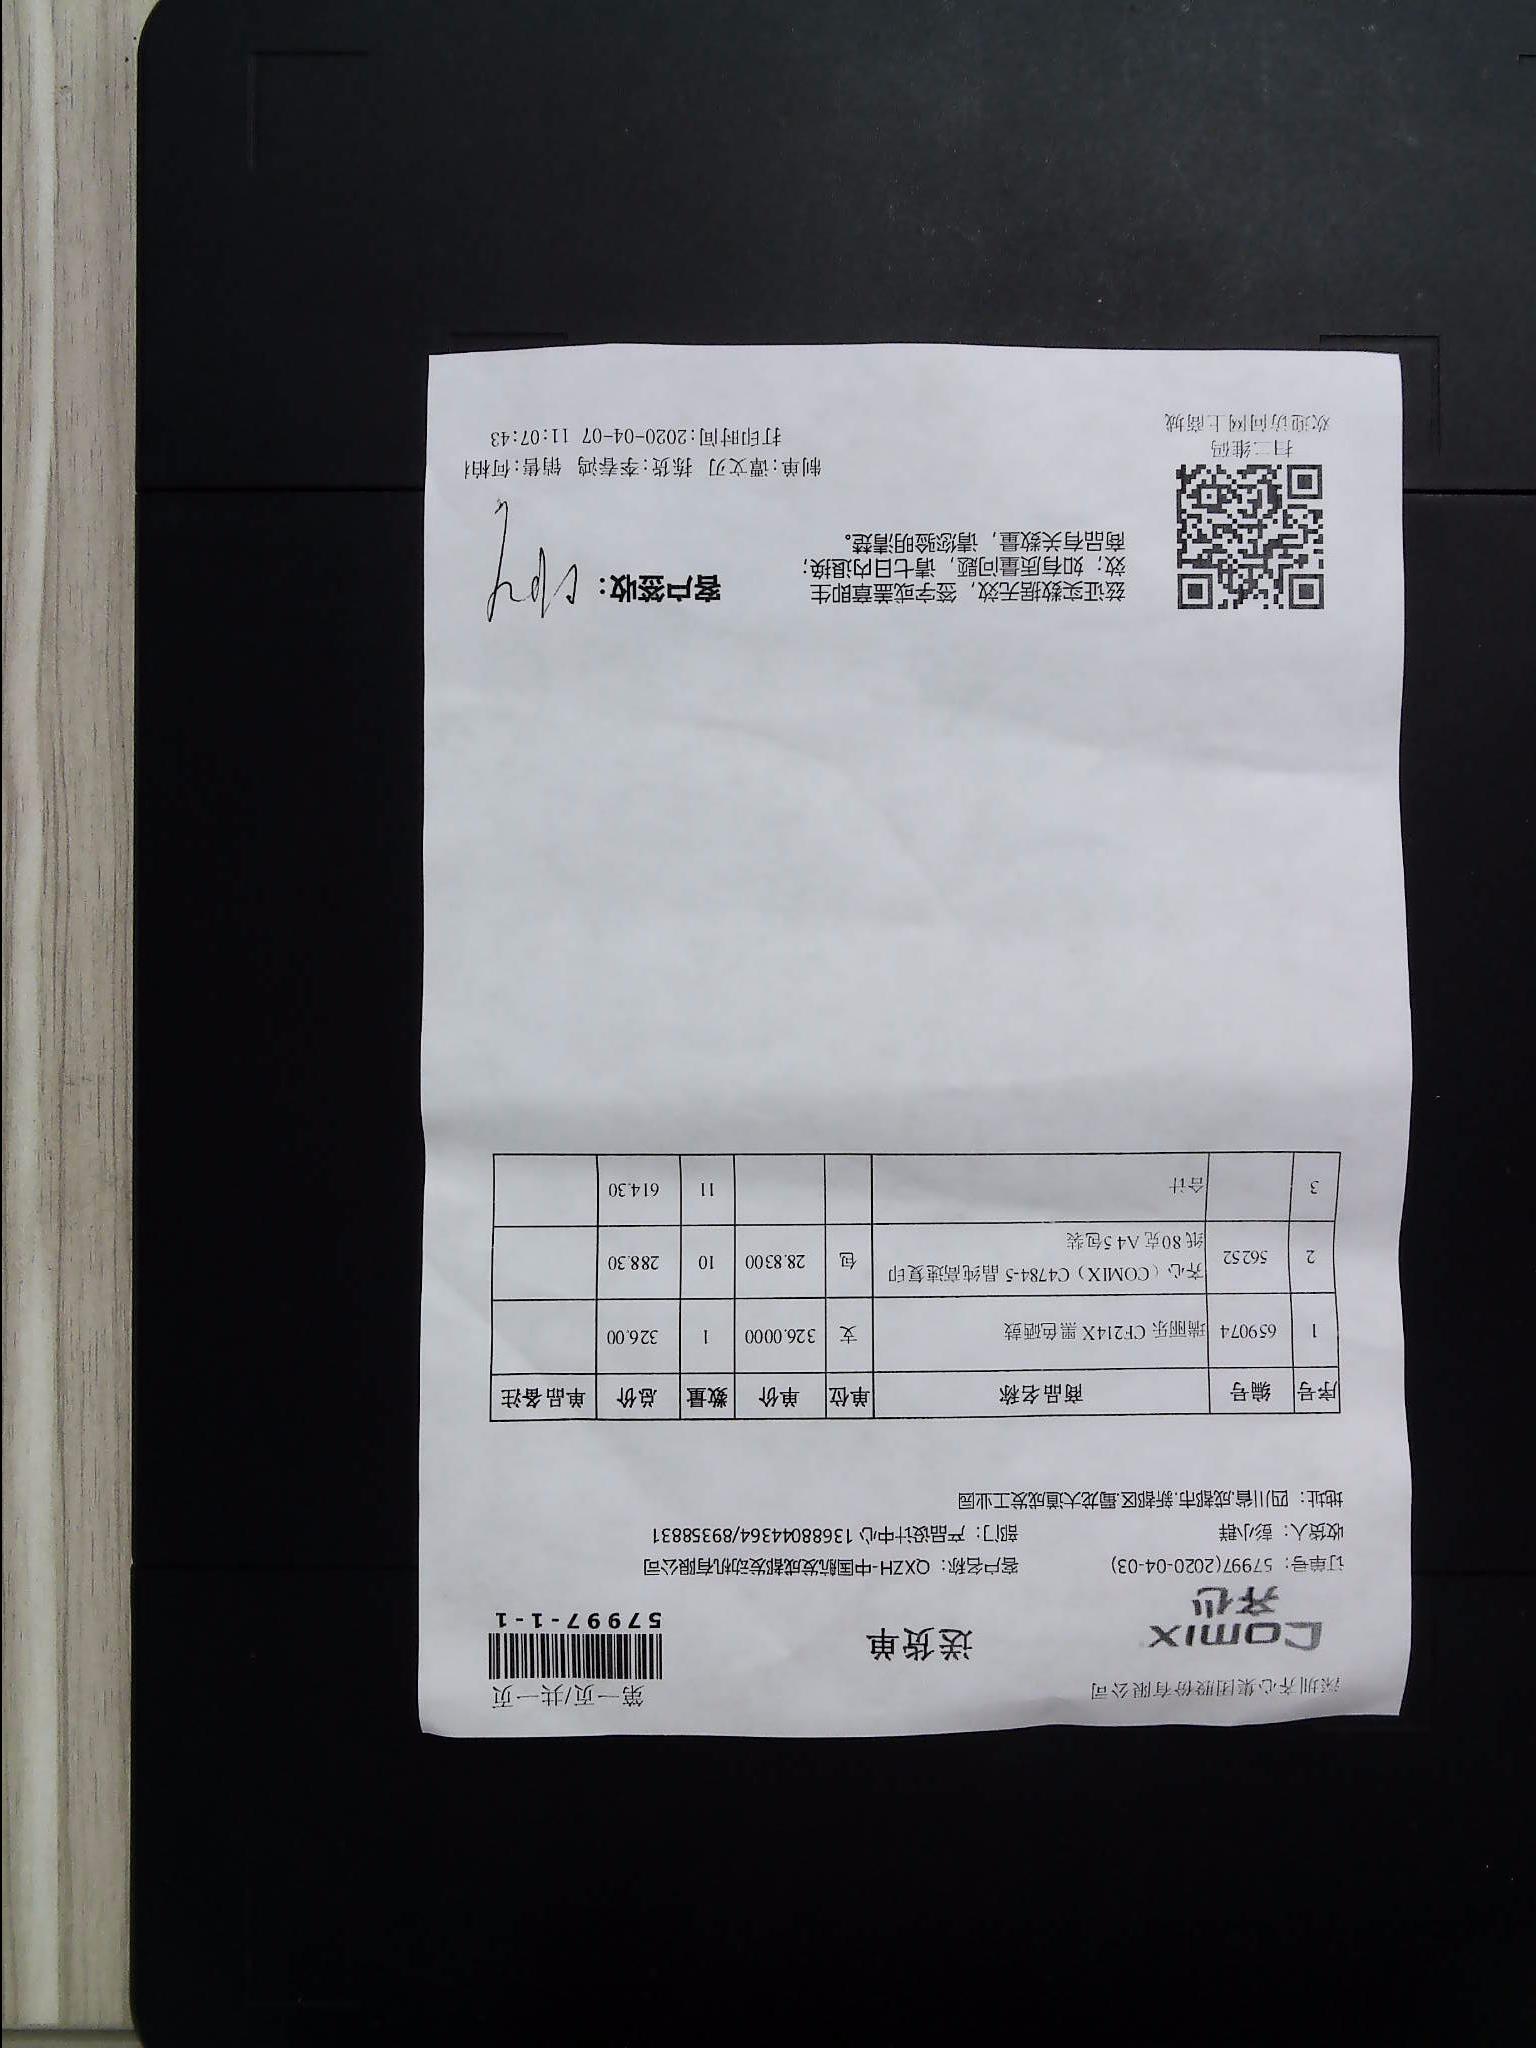 深圳齐心集团股份有限公司
第一页/共一页
COMIX
齐心
送货单
57997-1-1
订单号: 57997(2020-04-03) 客户名称: QXZH-中国航发成都发动机有限公司
收货人: 彭小群 部门: 产品设计中心 13688044364/89358831
地址: 四川省.成都市.新都区.蜀龙大道成发工业园
序号 编号 商品名称 单位 单价 数量 总价 单品备注
1 659074 瑞丽乐 CF214X 黑色硒鼓 支 326.0000 1 326.00
2 56252 齐心（COMIX）C4784-5 晶纯高速复印 包 28.8300 10 288.30
纸 80克 A4 5包装
3 合计 11 614.30
兹证实数据无效，签字或盖章即生
效；如有质量问题，请七日内退换；
商品有关数量，请您验明清楚。
客户签收：
扫二维码
欢迎访问网上商城
制单:谭文刃 拣货:李春鸿 销售:何柏
打印时间:2020-04-07 11:07:43